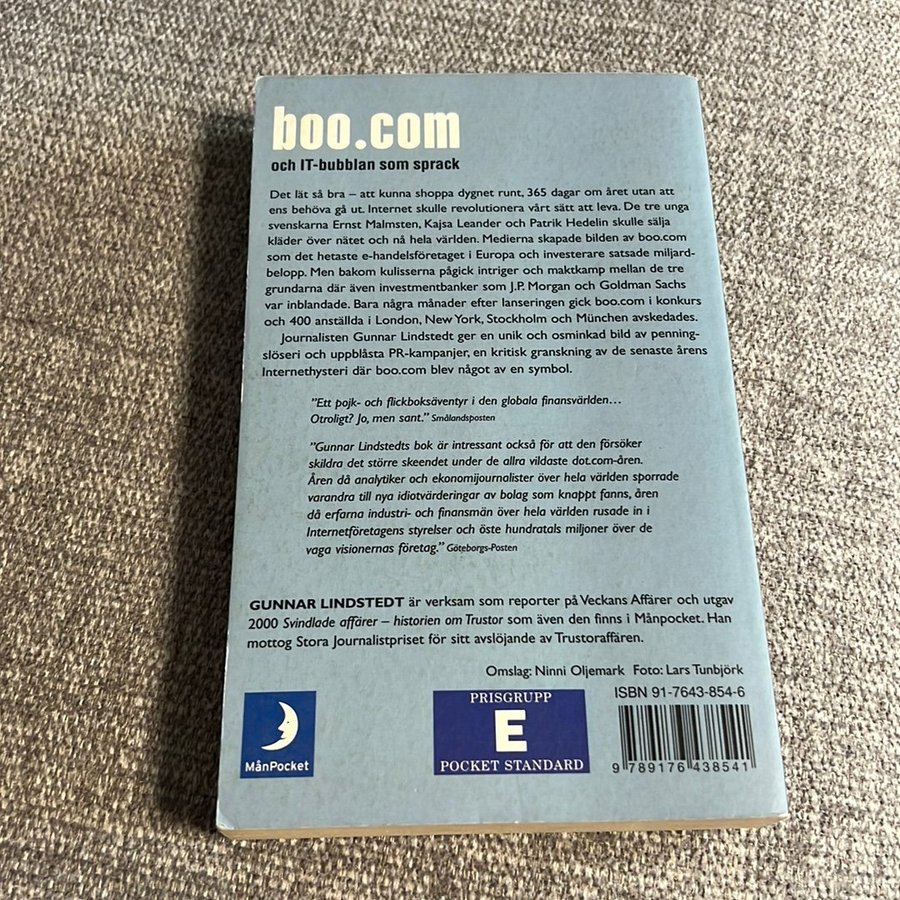 boo.com
och IT-bubblan som sprack
Det lät så bra – att kunna shoppa dygnet runt, 365 dagar om året utan att
ens behöva gå ut. Internet skulle revolutionera vårt sätt att leva. De tre unga
svenskarna Ernst Malmsten, Kajsa Leander och Patrik Hedelin skulle sälja
kläder över nätet och nå hela världen. Medierna skapade bilden av boo.com
som det hetaste e-handelsföretaget i Europa och investerare satsade miljard-
belopp. Men bakom kulisserna pågick intriger och maktkamp mellan de tre
grundarna där även investmentbanker som J.P. Morgan och Goldman Sachs
var inblandade. Bara några månader efter lanseringen gick boo.com i konkurs
och 400 anställda i London, New York, Stockholm och München avskedades.
Journalisten Gunnar Lindstedt ger en unik och osminkad bild av penning-
slöseri och uppblåsta PR-kampanjer, en kritisk granskning av de senaste årens
Internethysteri där boo.com blev något av en symbol.
"Ett pojk- och flickboksäventyr i den globala finansvärlden…
Otroligt? Jo, men sant." Smålandsposten
"Gunnar Lindstedts bok är intressant också för att den försöker
skildra det större skeendet under de allra vildaste dot.com-åren.
Åren då analytiker och ekonomijournalister över hela världen sporrade
varandra till nya idiotvärderingar av bolag som knappt fanns, åren
då erfarna industri- och finansmän över hela världen rusade in i
Internetföretagens styrelser och öste hundratals miljoner över de
vaga visionernas företag." Göteborgs-Posten
GUNNAR LINDSTEDT är verksam som reporter på Veckans Affärer och utgav
2000 Svindlade affärer – historien om Trustor som även den finns i Månpocket. Han
mottog Stora Journalistpriset för sitt avslöjande av Trustoraffären.
Omslag: Ninni Oljemark Foto: Lars Tunbjörk
MånPocket
PRISGRUPP
E
POCKET STANDARD
ISBN 91-7643-854-6
9 789176 438541